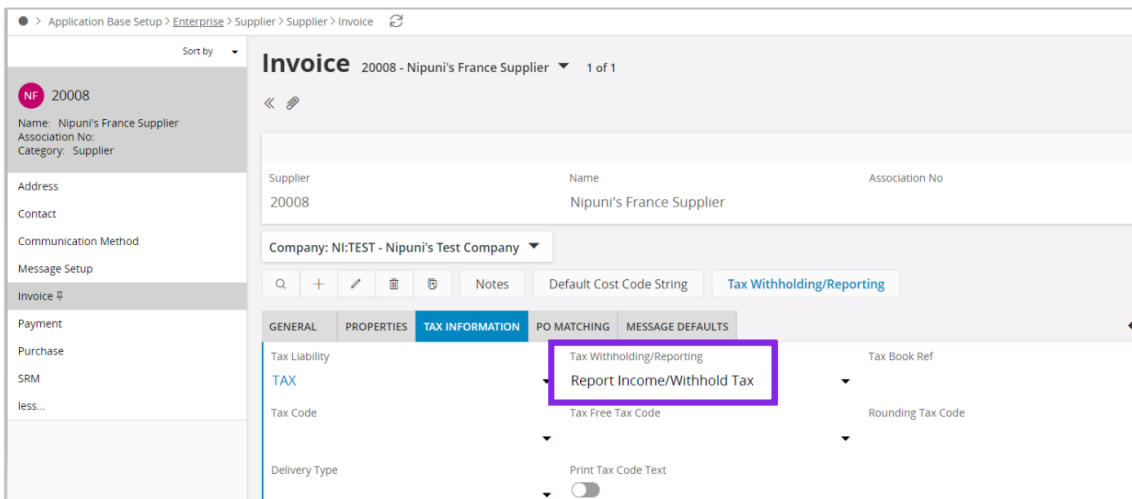 Application Base Setup > Enterprise > Supplier > Supplier > Invoice
Sort by
NF 20008
Name: Nipuni's France Supplier
Association No:
Category: Supplier
Address
Contact
Communication Method
Message Setup
Invoice
Payment
Purchase
SRM
less...
Invoice 20008 - Nipuni's France Supplier 1 of 1
Supplier Name Association No
20008 Nipuni's France Supplier
Company: NI:TEST - Nipuni's Test Company
Notes Default Cost Code String Tax Withholding/Reporting
GENERAL PROPERTIES TAX INFORMATION PO MATCHING MESSAGE DEFAULTS
Tax Liability Tax Withholding/Reporting Tax Book Ref
TAX Report Income/Withhold Tax
Tax Code Tax Free Tax Code Rounding Tax Code
Delivery Type Print Tax Code Text